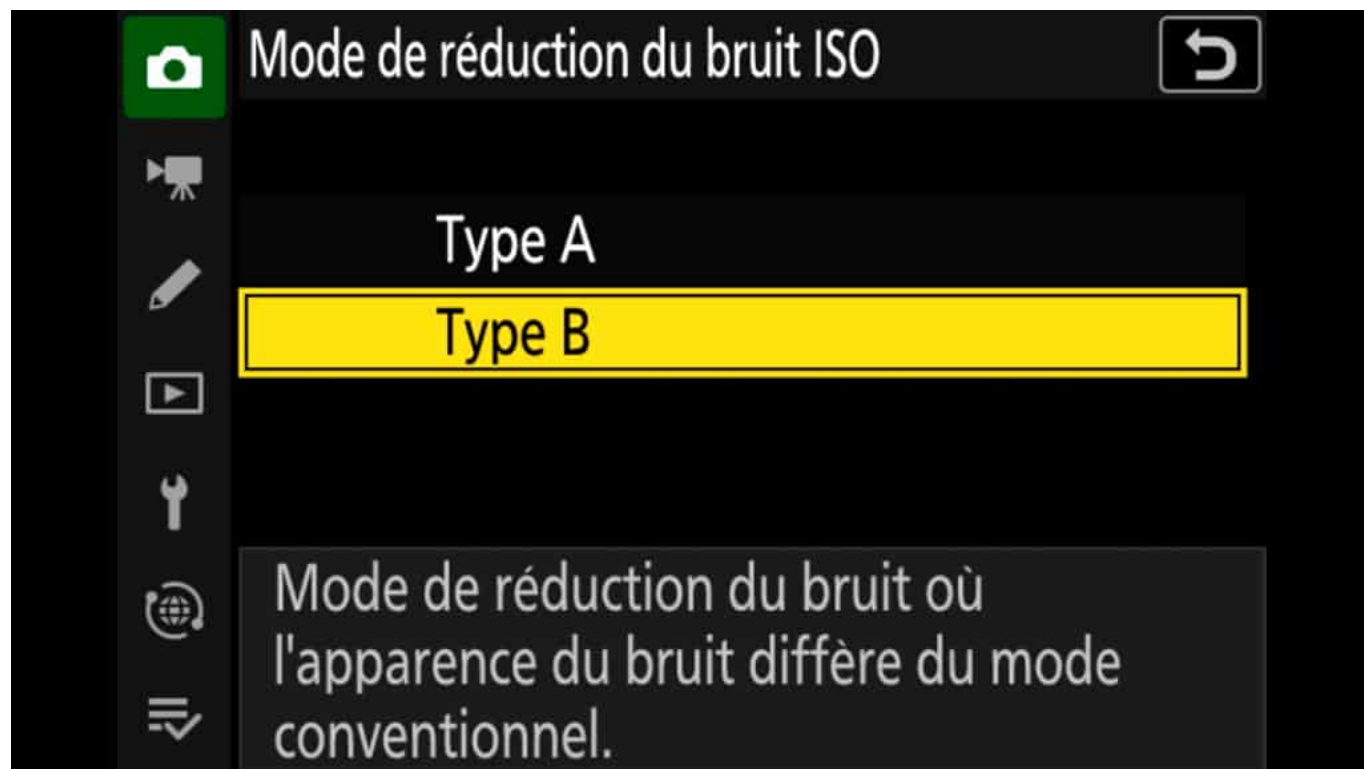 Mode de réduction du bruit ISO
Type A
Type B
Mode de réduction du bruit où
l'apparence du bruit diffère du mode
conventionnel.